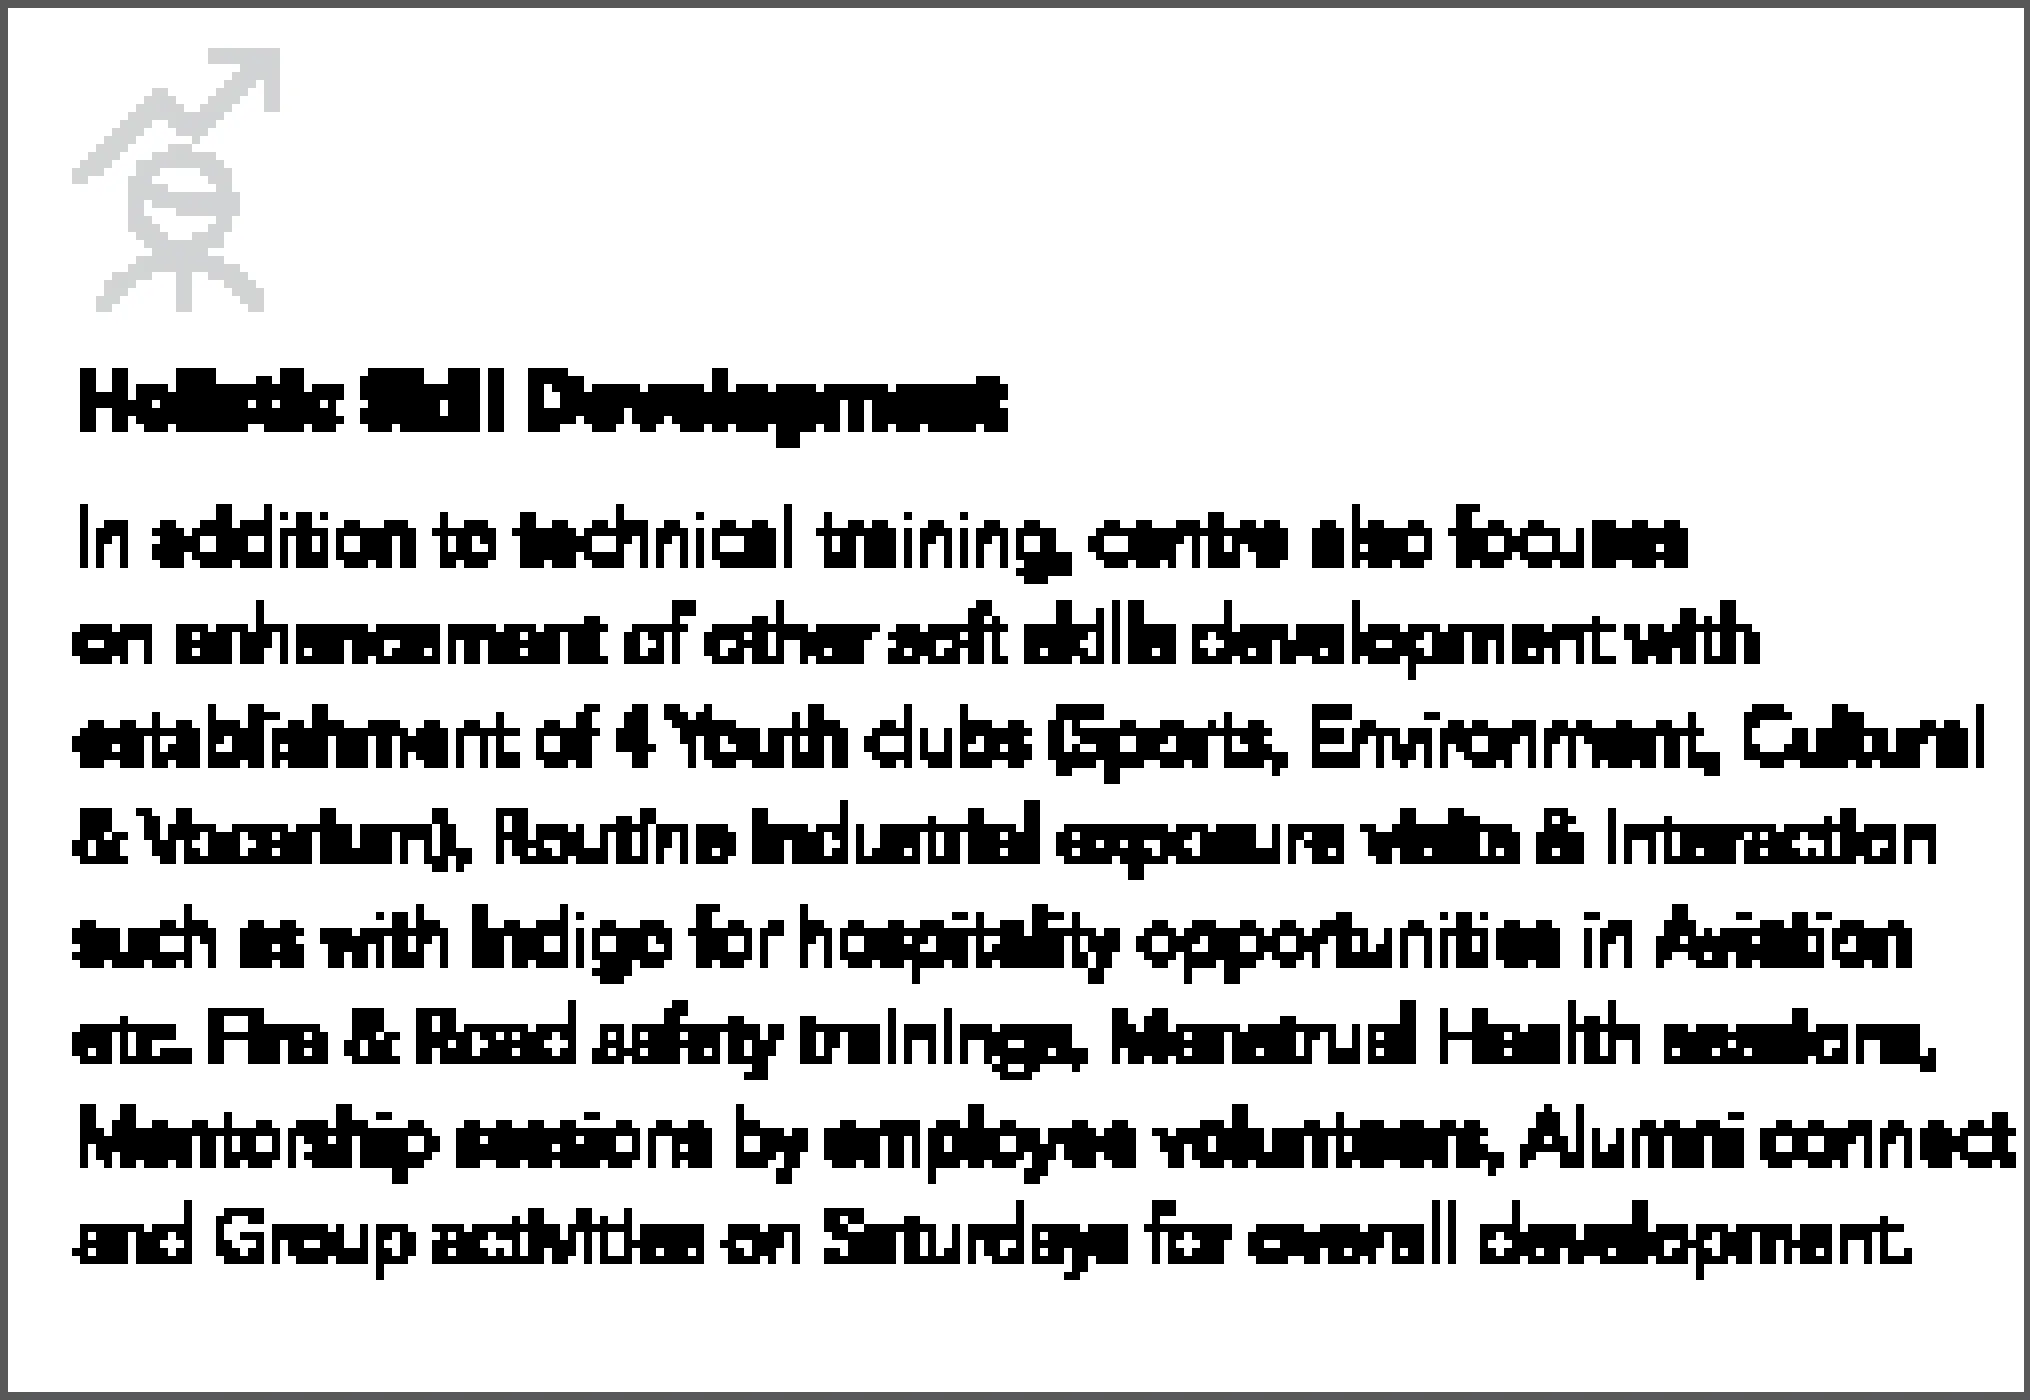 Holistic Skill Development
In addition to technical training, centre also focuses
on enhancement of other soft skills development with
establishment of 4 Youth clubs (Sports, Environment, Cultural
& Vocartum), Routine Industrial exposure visits & Interaction
such as with Indigo for hospitality opportunities in Aviation
etc. Fire & Road safety trainings, Menstrual Health sessions,
Mentorship sessions by employee volunteers, Alumni connect
and Group activities on Saturdays for overall development.